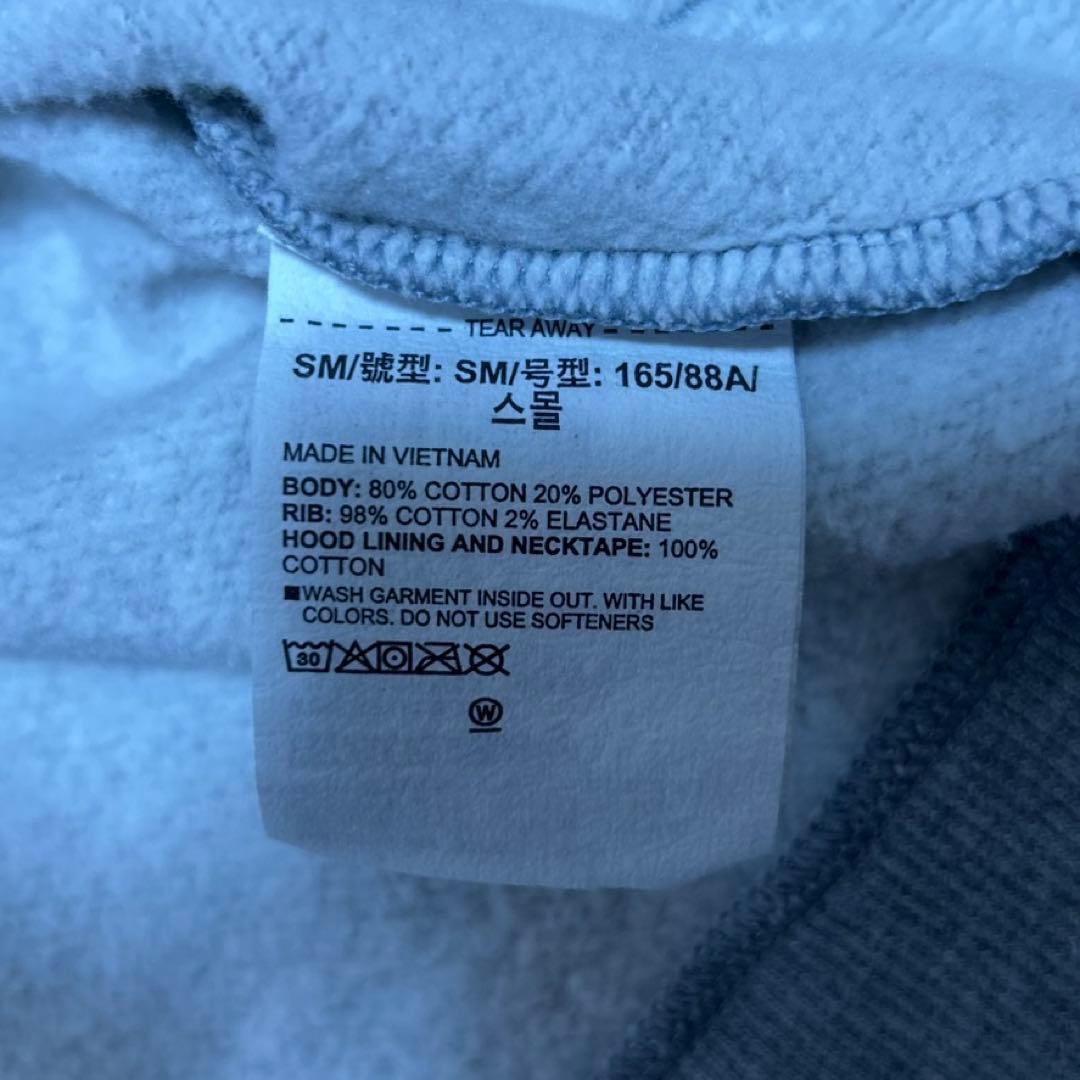 TEAR AWAY
SM/號型: SM/号型: 165/88A/
스몰
MADE IN VIETNAM
BODY: 80% COTTON 20% POLYESTER
RIB: 98% COTTON 2% ELASTANE
HOOD LINING AND NECKTAPE: 100%
COTTON
■WASH GARMENT INSIDE OUT. WITH LIKE
COLORS. DO NOT USE SOFTENERS
30
W